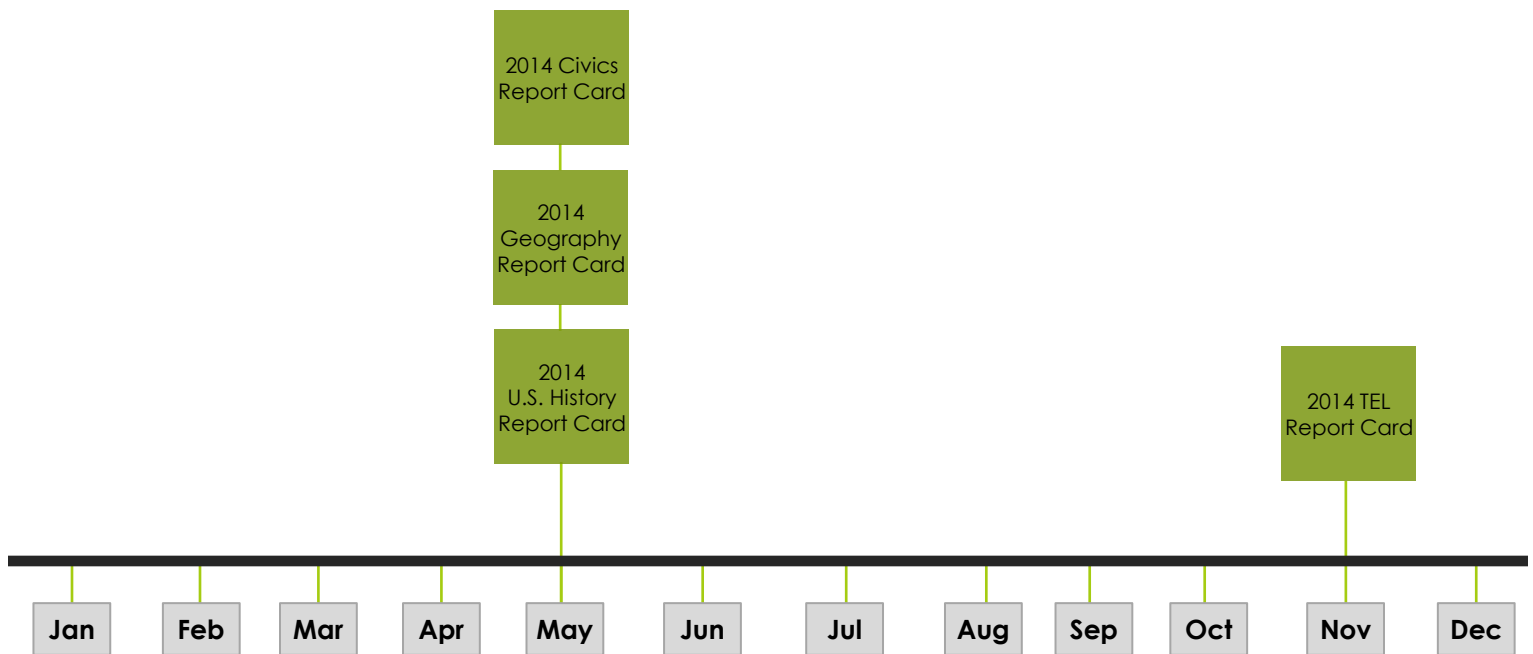 2014 Civics
Report Card
2014
Geography
Report Card
2014
U.S. History
Report Card
2014 TEL
Report Card
Jan
Feb
Mar
Apr
May
Jun
Jul
Aug
Sep
Oct
Nov
Dec